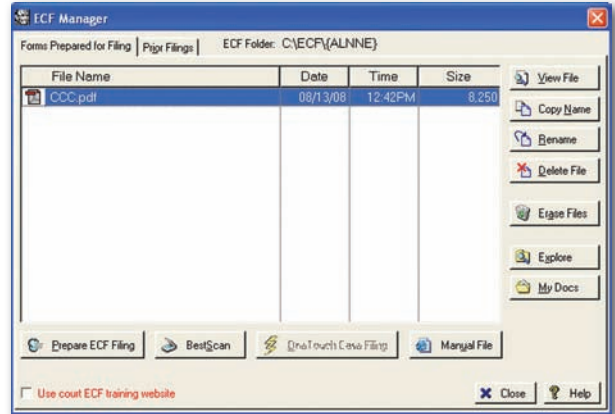 ECF Manager
Forms Prepared for Filing Prior Filings ECF Folder: C:\ECF\{ALNNE}
File Name Date Time Size
CCC.pdf 08/13/08 12:42PM 8,250
View File
Copy Name
Rename
Delete File
Erase Files
Explore
My Docs
Prepare ECF Filing BestScan OneTouch Case Filing Manual File
Use court ECF training website
Close Help